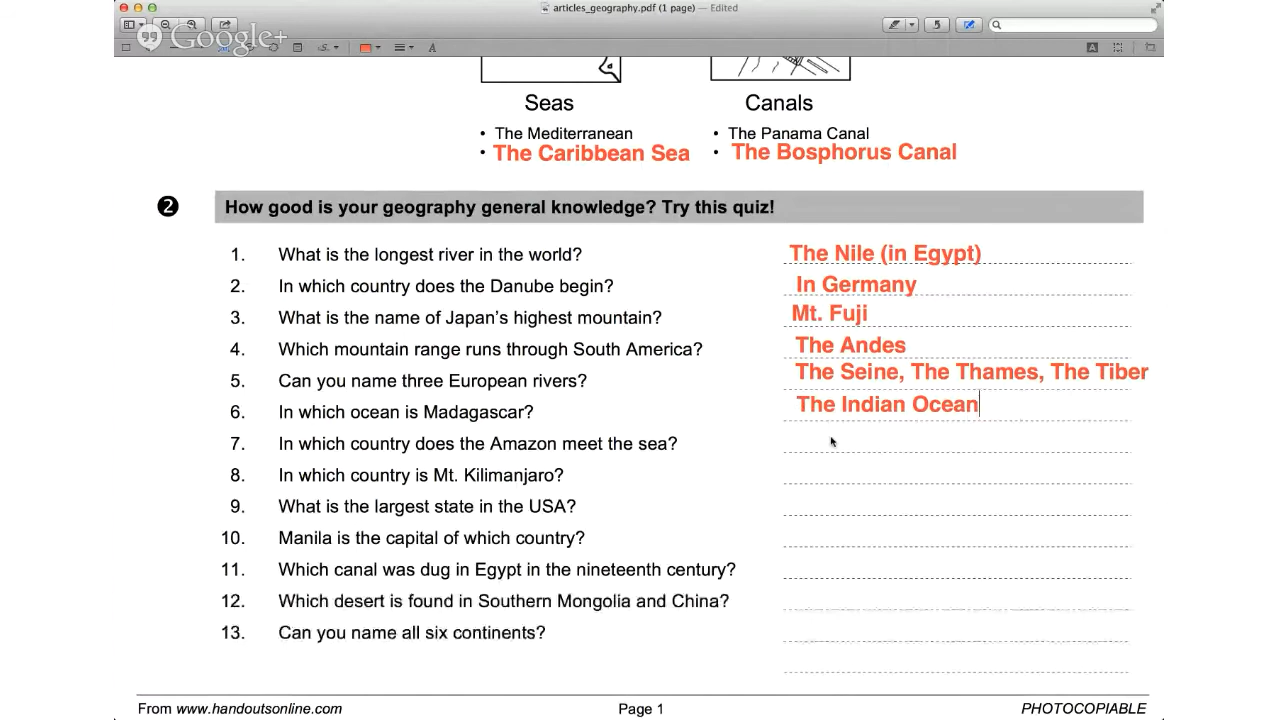 articles_geography.pdf (1 page) — Edited
Google+
Seas
Canals
• The Mediterranean
• The Panama Canal
• The Caribbean Sea
• The Bosphorus Canal
2 How good is your geography general knowledge? Try this quiz!
1. What is the longest river in the world? The Nile (in Egypt)
2. In which country does the Danube begin? In Germany
3. What is the name of Japan's highest mountain? Mt. Fuji
4. Which mountain range runs through South America? The Andes
5. Can you name three European rivers? The Seine, The Thames, The Tiber
6. In which ocean is Madagascar? The Indian Ocean
7. In which country does the Amazon meet the sea?
8. In which country is Mt. Kilimanjaro?
9. What is the largest state in the USA?
10. Manila is the capital of which country?
11. Which canal was dug in Egypt in the nineteenth century?
12. Which desert is found in Southern Mongolia and China?
13. Can you name all six continents?
From www.handoutsonline.com Page 1 PHOTOCOPIABLE